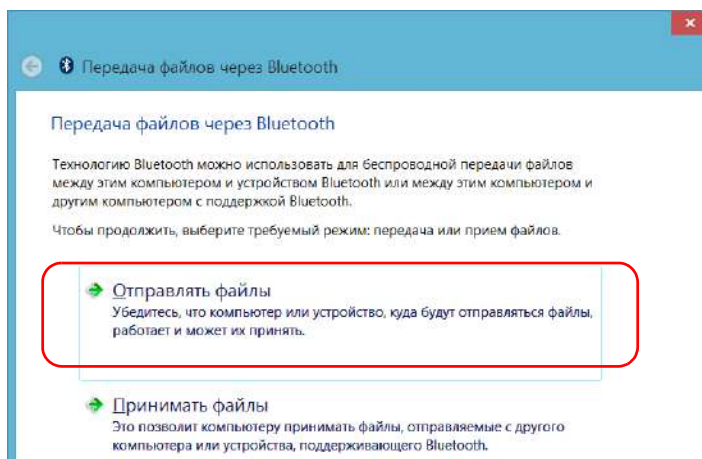 Передача файлов через Bluetooth
Передача файлов через Bluetooth
Технологию Bluetooth можно использовать для беспроводной передачи файлов
между этим компьютером и устройством Bluetooth или между этим компьютером и
другим компьютером с поддержкой Bluetooth.
Чтобы продолжить, выберите требуемый режим: передача или прием файлов.
Отправлять файлы
Убедитесь, что компьютер или устройство, куда будут отправляться файлы,
работает и может их принять.
Принимать файлы
Это позволит компьютеру принимать файлы, отправляемые с другого
компьютера или устройства, поддерживающего Bluetooth.